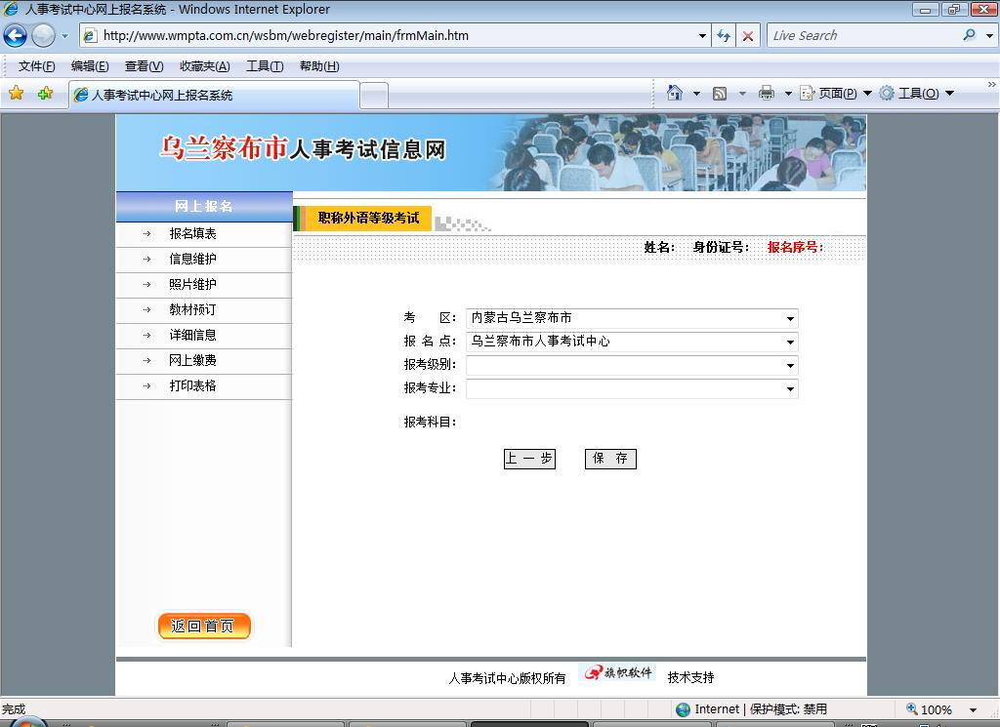 人事考试中心网上报名系统 - Windows Internet Explorer
http://www.wmpta.com.cn/wsbm/webregister/main/frmMain.htm
Live Search
文件(F) 编辑(E) 查看(V) 收藏夹(A) 工具(T) 帮助(H)
人事考试中心网上报名系统
页面(P) 工具(O)
乌兰察布市人事考试信息网
网上报名
报名填表
信息维护
照片维护
教材预订
详细信息
网上缴费
打印表格
返回首页
职称外语等级考试
姓名: 身份证号: 报名序号:
考 区: 内蒙古乌兰察布市
报 名 点: 乌兰察布市人事考试中心
报考级别:
报考专业:
报考科目:
上 一 步 保 存
人事考试中心版权所有 旗帜软件 技术支持
完成 Internet | 保护模式: 禁用 100%